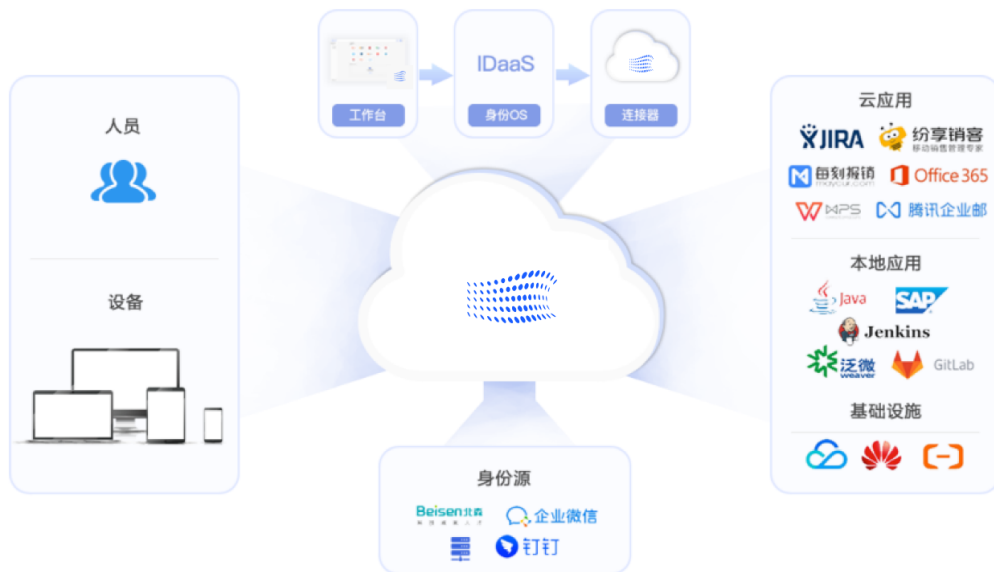 IDaaS
工作台
身份OS
连接器
人员
设备
云应用
JIRA
纷享销客
移动销售管理专家
每刻报销
maycur.com
Office 365
WPS
腾讯企业邮
本地应用
Java
SAP
Jenkins
泛微
weaver
GitLab
基础设施
身份源
Beisen北森
企业微信
钉钉